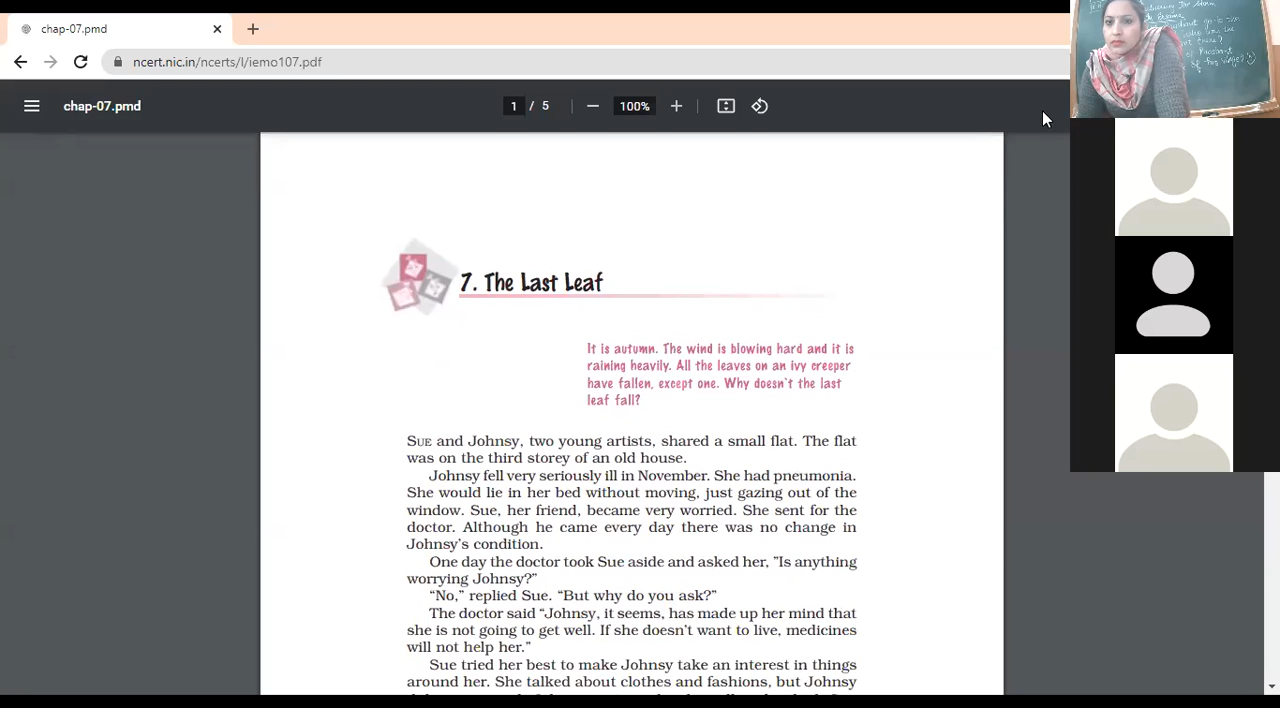 chap-07.pmd
ncert.nic.in/ncerts/l/iemo107.pdf
chap-07.pmd
1 / 5
100%
7. The Last Leaf
It is autumn. The wind is blowing hard and it is
raining heavily. All the leaves on an ivy creeper
have fallen, except one. Why doesn`t the last
leaf fall?
SUE and Johnsy, two young artists, shared a small flat. The flat
was on the third storey of an old house.
Johnsy fell very seriously ill in November. She had pneumonia.
She would lie in her bed without moving, just gazing out of the
window. Sue, her friend, became very worried. She sent for the
doctor. Although he came every day there was no change in
Johnsy's condition.
One day the doctor took Sue aside and asked her, ”Is anything
worrying Johnsy?”
“No,” replied Sue. “But why do you ask?”
The doctor said “Johnsy, it seems, has made up her mind that
she is not going to get well. If she doesn't want to live, medicines
will not help her.”
Sue tried her best to make Johnsy take an interest in things
around her. She talked about clothes and fashions, but Johnsy